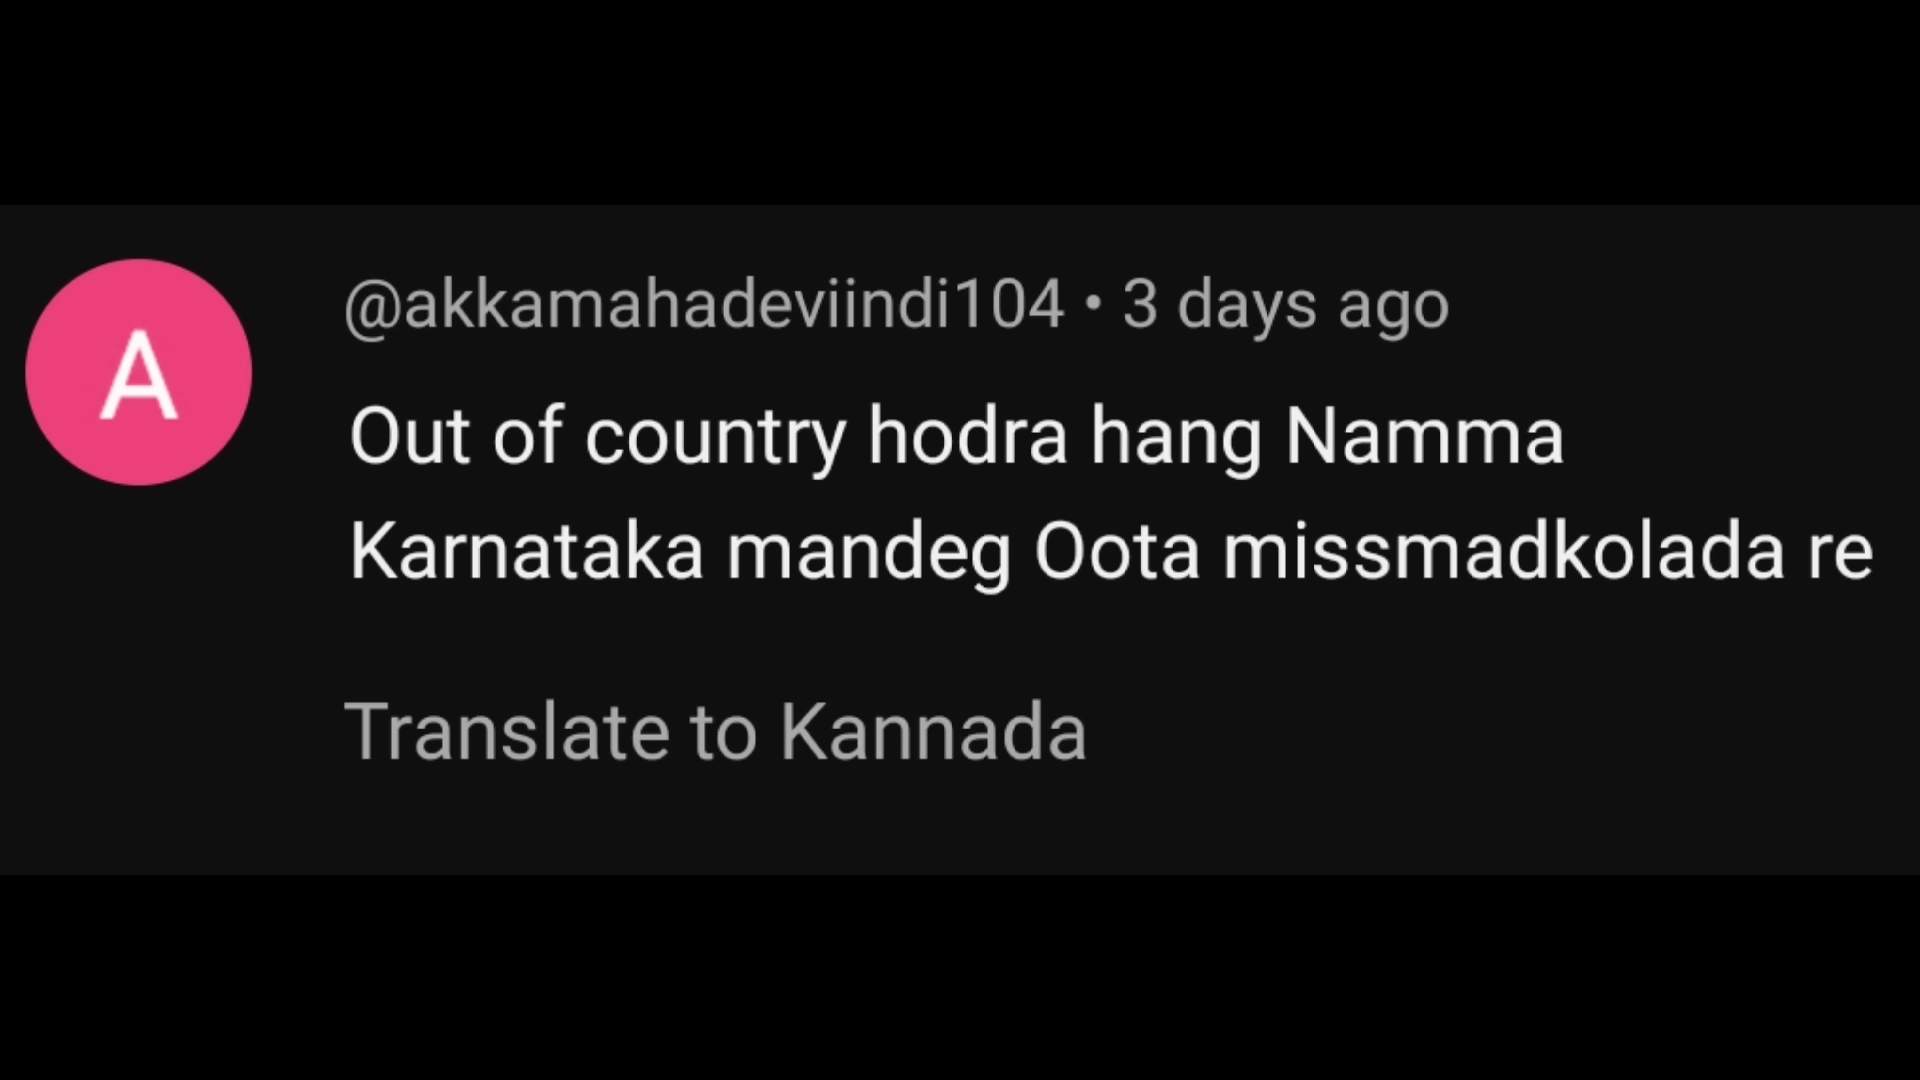 A
@akkamahadeviindi104 • 3 days ago
Out of country hodra hang Namma
Karnataka mandeg Oota missmadkolada re
Translate to Kannada